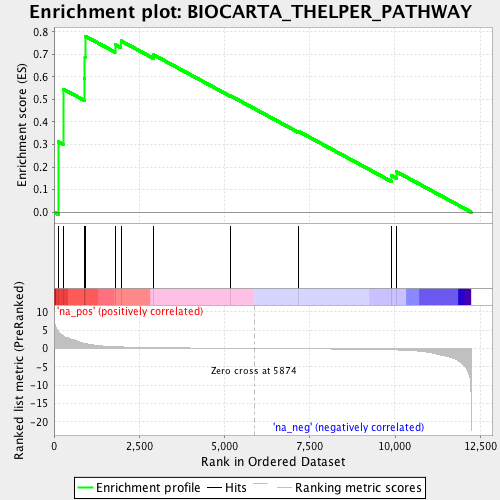 Enrichment plot: BIOCARTA_THELPER_PATHWAY
Enrichment score (ES)
0.8
0.7
0.6
0.5
0.4
0.3
0.2
0.1
0.0
'na_pos' (positively correlated)
Ranked list metric (PreRanked)
10
5
0
-5
-10
-15
-20
Zero cross at 5874
'na_neg' (negatively correlated)
0 2,500 5,000 7,500 10,000 12,500
Rank in Ordered Dataset
Enrichment profile Hits Ranking metric scores